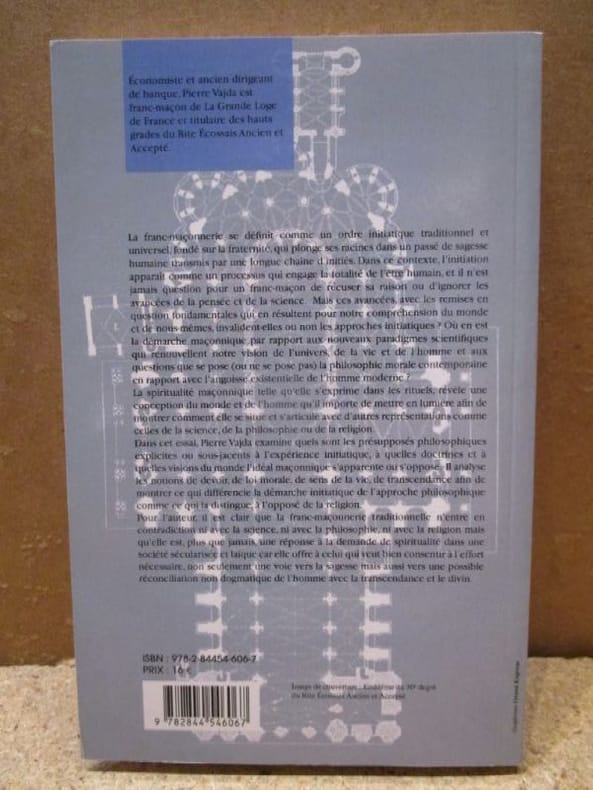 Économiste et ancien dirigeant
de banque, Pierre Vajda est
franc-maçon de La Grande Loge
de France et titulaire des hauts
grades du Rite Écossais Ancien et
Accepté.
La franc-maçonnerie se définit comme un ordre initiatique traditionnel et
universel, fondé sur la fraternité, qui plonge ses racines dans un passé de sagesse
humaine transmis par une longue chaîne d'initiés. Dans ce contexte, l'initiation
apparaît comme un processus qui engage la totalité de l'être humain, et il n'est
jamais question pour un franc-maçon de récuser sa raison ou d'ignorer les
avancées de la pensée et de la science. Mais ces avancées, avec les remises en
question fondamentales qui en résultent pour notre compréhension du monde
et de nous-mêmes, invalident-elles ou non les approches initiatiques ? Où en est
la démarche maçonnique par rapport aux nouveaux paradigmes scientifiques
qui renouvellent notre vision de l'univers, de la vie et de l'homme et aux
questions que se pose (ou ne se pose pas) la philosophie morale contemporaine
en rapport avec l'angoisse existentielle de l'homme moderne ?
La spiritualité maçonnique telle qu'elle s'exprime dans les rituels, révèle une
conception du monde et de l'homme qu'il importe de mettre en lumière afin de
montrer comment elle se situe et s'articule avec d'autres représentations comme
celles de la science, de la philosophie ou de la religion.
Dans cet essai, Pierre Vajda examine quels sont les présupposés philosophiques
explicites ou sous-jacents à l'expérience initiatique, à quelles doctrines et à
quelles visions du monde l'idéal maçonnique s'apparente ou s'oppose. Il analyse
les notions de devoir, de loi morale, de sens de la vie, de transcendance afin de
montrer ce qui différencie la démarche initiatique de l'approche philosophique
comme ce qui la distingue, à l'opposé de la religion.
Pour l'auteur, il est clair que la franc-maçonnerie traditionnelle n'entre en
contradiction ni avec la science, ni avec la philosophie, ni avec la religion mais
qu'elle est, plus que jamais, une réponse à la demande de spiritualité dans une
société sécularisée et laïque car elle offre à celui qui veut bien consentir à l'effort
nécessaire, non seulement une voie vers la sagesse mais aussi vers une possible
réconciliation non dogmatique de l'homme avec la transcendance et le divin.
ISBN : 978-2-84454-606-7
PRIX : 16 €
9 782844 546067
Image de couverture : Emblème du 30e degré
du Rite Écossais Ancien et Accepté